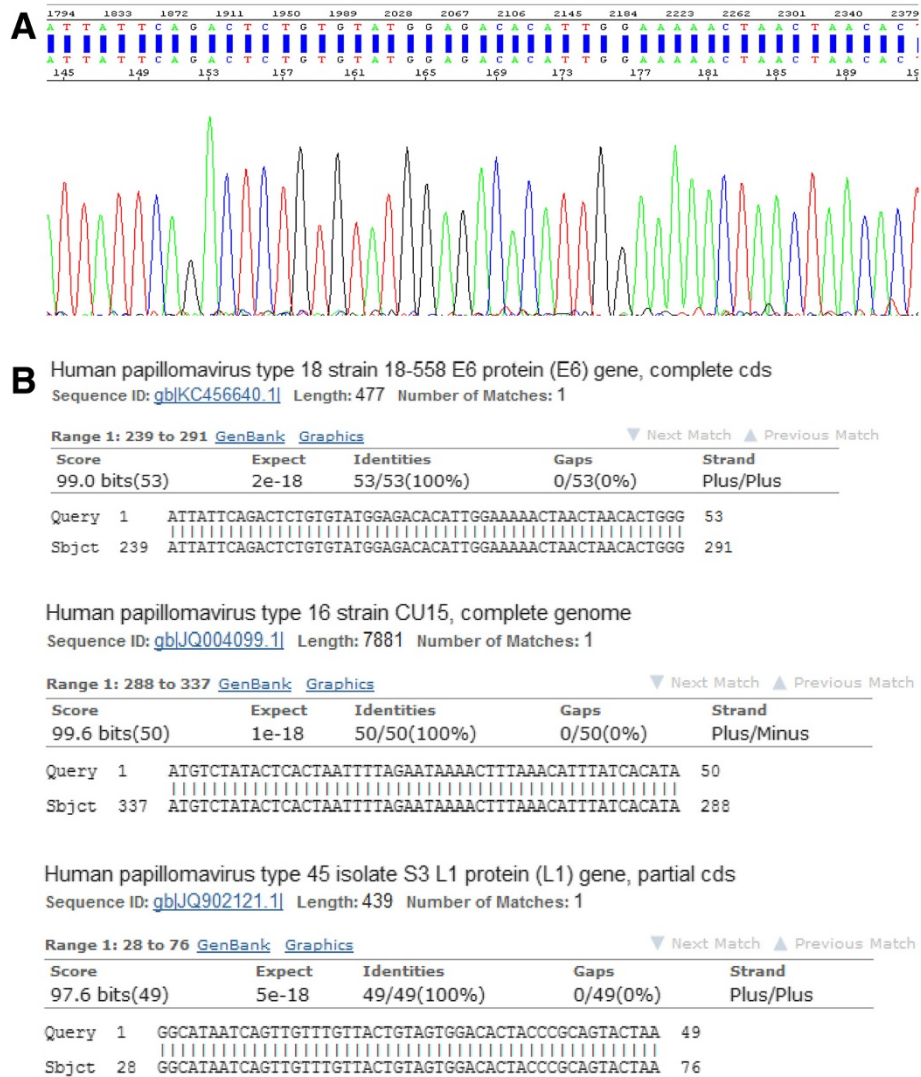 A
1794 1833 1872 1911 1950 1989 2028 2067 2106 2145 2184 2223 2262 2301 2340 2379
A T T A T T C A G A C T C T G T G T A T G G A G A C A C A T T G G A A A A A C T A A C T A A C A C T
A T T A T T C A G A C T C T G T G T A T G G A G A C A C A T T G G A A A A A C T A A C T A A C A C T
145 149 153 157 161 165 169 173 177 181 185 189 19
B
Human papillomavirus type 18 strain 18-558 E6 protein (E6) gene, complete cds
Sequence ID: gb|KC456640.1| Length: 477 Number of Matches: 1
Range 1: 239 to 291 GenBank Graphics Next Match Previous Match
Score Expect Identities Gaps Strand
99.0 bits(53) 2e-18 53/53(100%) 0/53(0%) Plus/Plus
Query 1 ATTATTCAGACTCTGTGTATGGAGACACATTGGAAAAACTAACTAACACTGGG 53
Sbjct 239 ATTATTCAGACTCTGTGTATGGAGACACATTGGAAAAACTAACTAACACTGGG 291
Human papillomavirus type 16 strain CU15, complete genome
Sequence ID: gb|JQ004099.1| Length: 7881 Number of Matches: 1
Range 1: 288 to 337 GenBank Graphics Next Match Previous Match
Score Expect Identities Gaps Strand
99.6 bits(50) 1e-18 50/50(100%) 0/50(0%) Plus/Minus
Query 1 ATGTCTATACTCACTAATTTTAGAATAAAACTTTAAACATTTATCACATA 50
Sbjct 337 ATGTCTATACTCACTAATTTTAGAATAAAACTTTAAACATTTATCACATA 288
Human papillomavirus type 45 isolate S3 L1 protein (L1) gene, partial cds
Sequence ID: gb|JQ902121.1| Length: 439 Number of Matches: 1
Range 1: 28 to 76 GenBank Graphics Next Match Previous Match
Score Expect Identities Gaps Strand
97.6 bits(49) 5e-18 49/49(100%) 0/49(0%) Plus/Plus
Query 1 GGCATAATCAGTTGTTTGTTACTGTAGTGGACACTACCCGCAGTACTAA 49
Sbjct 28 GGCATAATCAGTTGTTTGTTACTGTAGTGGACACTACCCGCAGTACTAA 76